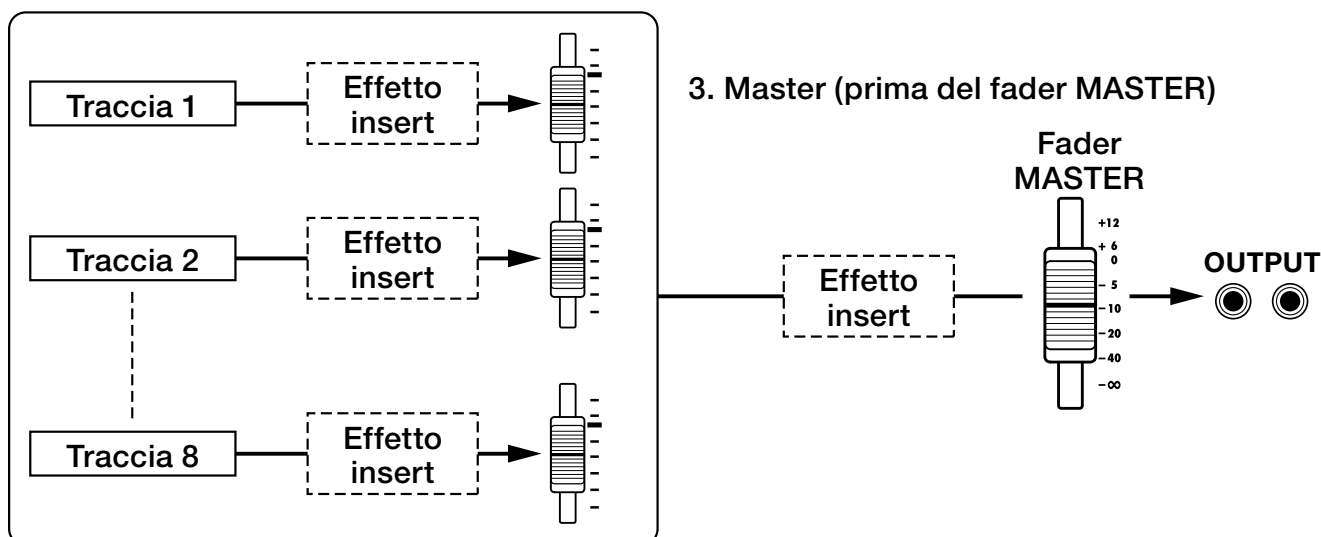 Traccia 1
Effetto
insert
Traccia 2
Effetto
insert
Traccia 8
Effetto
insert
3. Master (prima del fader MASTER)
Effetto
insert
Fader
MASTER
+12
+ 6
0
- 5
-10
-20
-40
-∞
OUTPUT